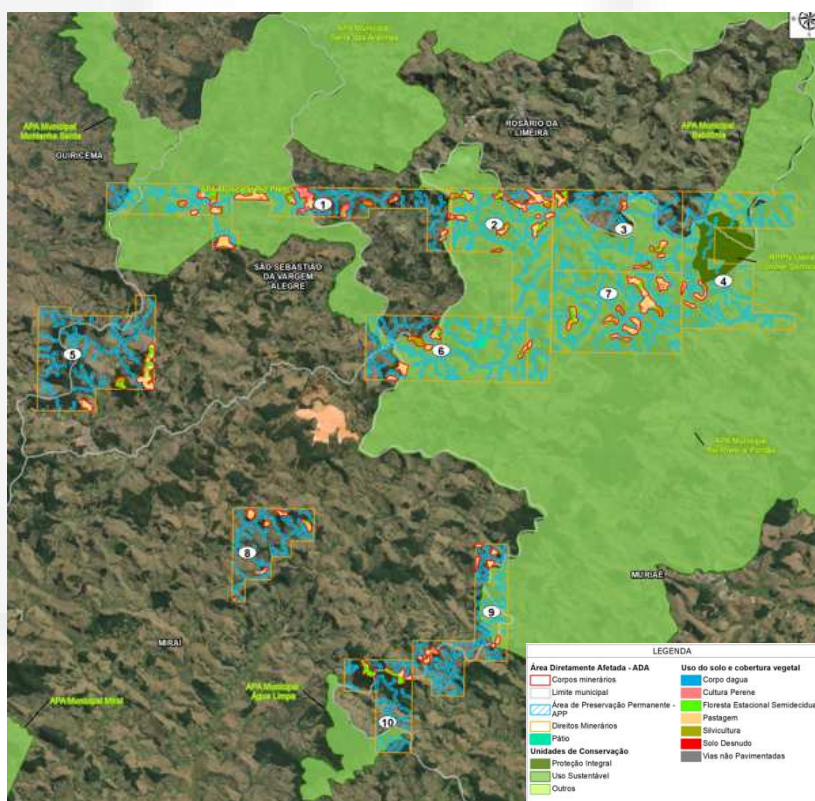 APA Municipal
Serra das Aranhas
ROSÁRIO DA
LIMEIRA
APA Municipal
Montanha Santa
APA Municipal
Babilônia
GUIRICEMA
APA Municipal Rio Preto
1
2
3
4
SÃO SEBASTIÃO
DA VARGEM
ALEGRE
7
5
6
APA Municipal
8
MURIAÉ
9
MIRAÍ
APA Municipal
Água Limpa
APA Municipal Miraí
10
LEGENDA
Área Diretamente Afetada - ADA
Corpos minerários
Limite municipal
Área de Preservação Permanente -
APP
Direitos Minerários
Pátio
Unidades de Conservação
Proteção Integral
Uso Sustentável
Outros
Uso do solo e cobertura vegetal
Corpo dagua
Cultura Perene
Floresta Estacional Semidecidua
Pastagem
Silvicultura
Solo Desnudo
Vias não Pavimentadas